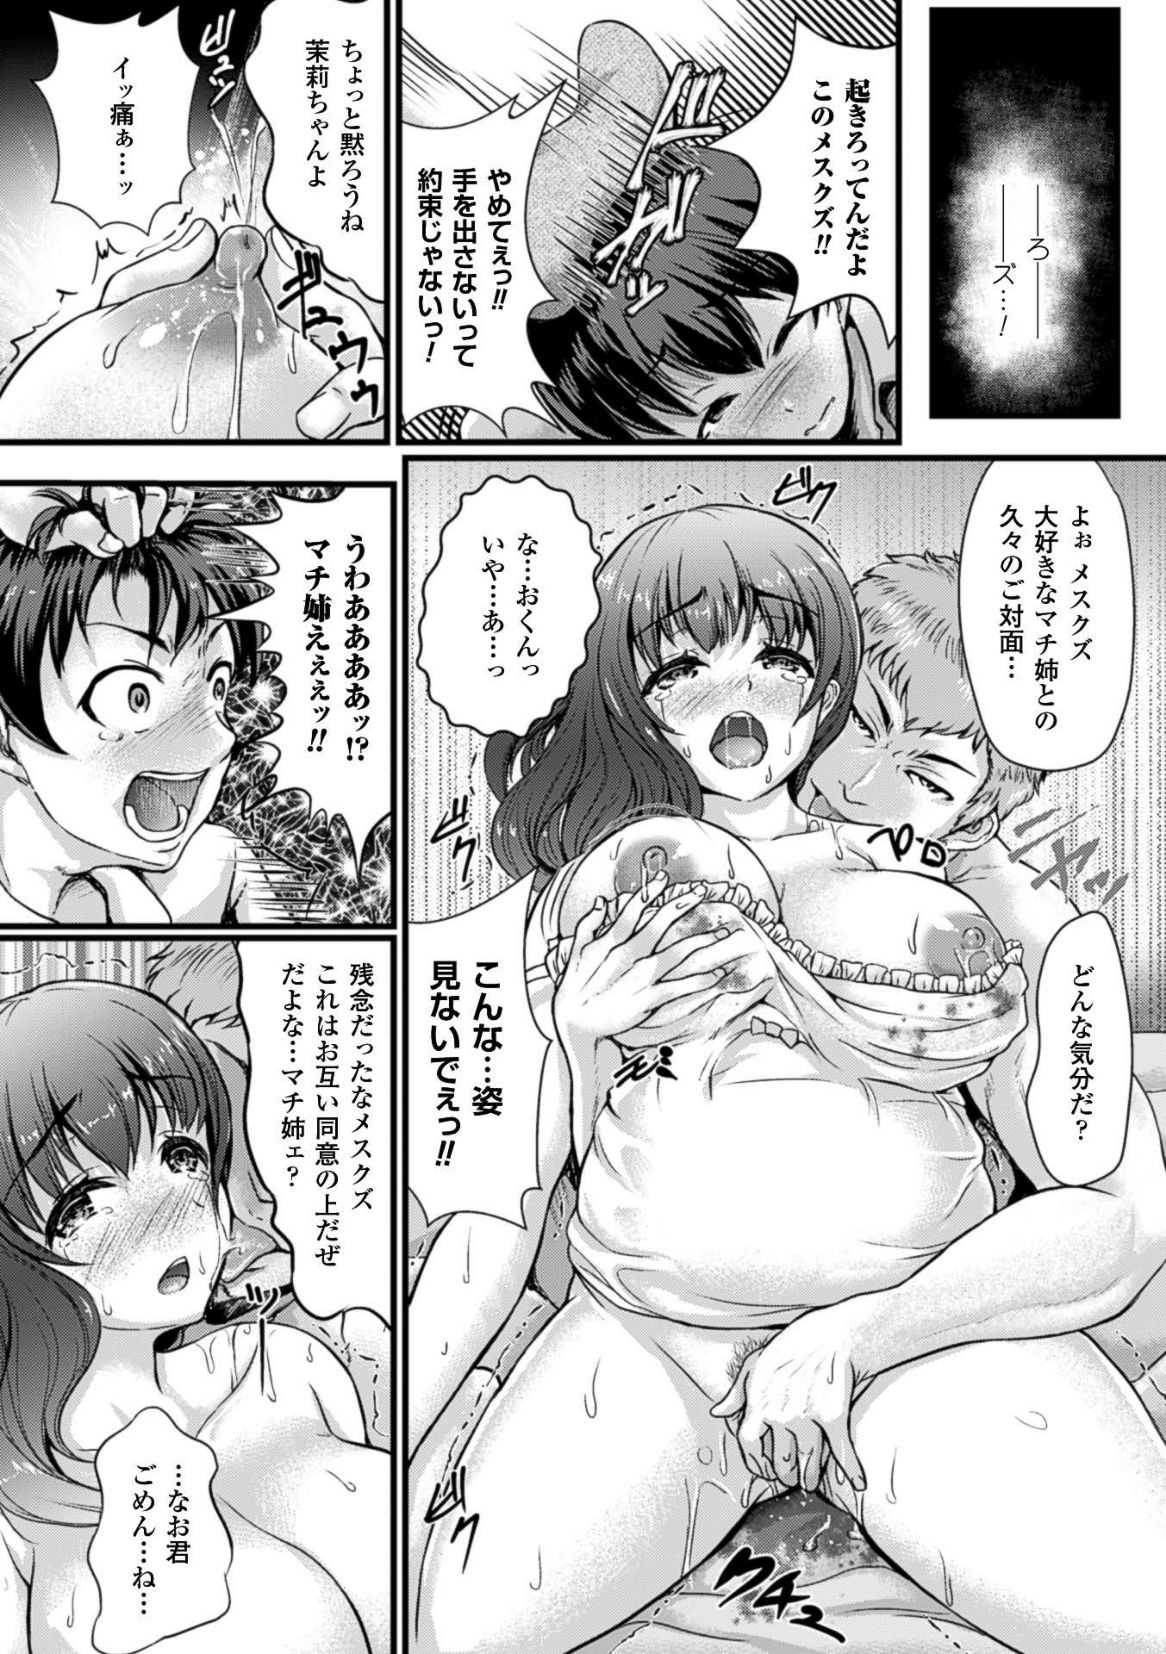 ――ろ――
――ズ…！
起きろってんだよ
このメスクズ!!
やめてぇっ!!
手を出さないって
約束じゃないっ！
ちょっと黙ろうね
茉莉ちゃんよ
イッ痛ぁ…ッ
よぉ メスクズ
大好きなマチ姉との
久々のご対面…
な…おくんっ
いや…あ…っ
どんな気分だ？
こんな…姿
見ないでぇっ!!
うわああああッ!?
マチ姉えぇぇッ!!
残念だったなメスクズ
これはお互い同意の上だぜ
だよな…マチ姉ェ？
…なお君
ごめん…ね…
ビクッ
ペロ
ニヤッ
ビク
モミ
クチュ